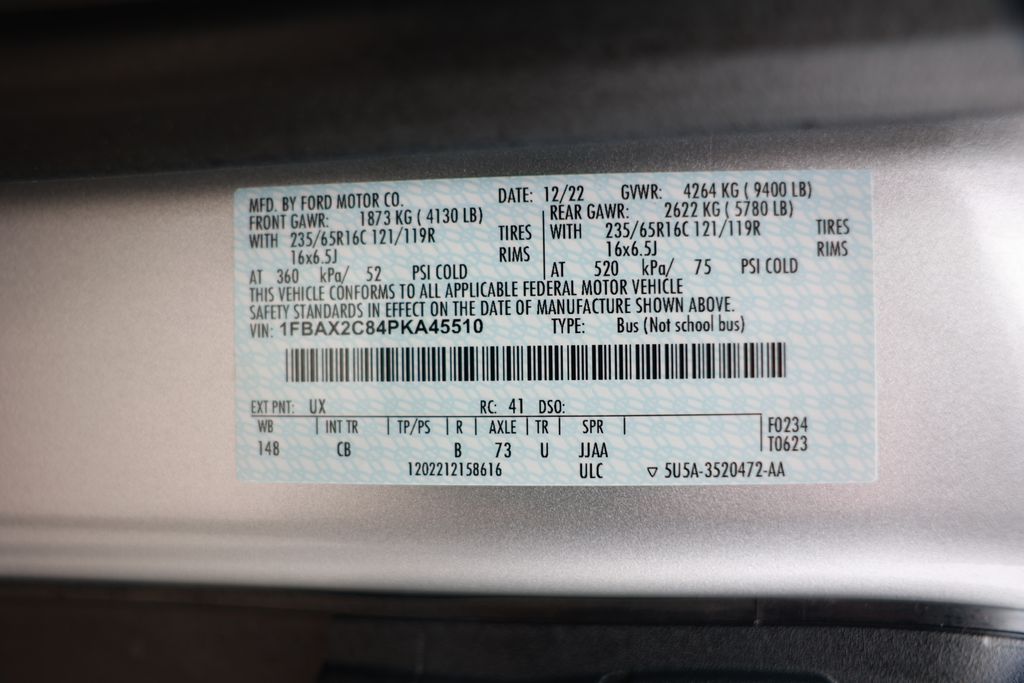 MFD. BY FORD MOTOR CO. DATE: 12/22 GVWR: 4264 KG ( 9400 LB)
FRONT GAWR: 1873 KG ( 4130 LB) REAR GAWR: 2622 KG ( 5780 LB)
WITH 235/65R16C 121/119R TIRES WITH 235/65R16C 121/119R TIRES
16x6.5J RIMS 16x6.5J RIMS
AT 360 kPa/ 52 PSI COLD AT 520 kPa/ 75 PSI COLD
THIS VEHICLE CONFORMS TO ALL APPLICABLE FEDERAL MOTOR VEHICLE
SAFETY STANDARDS IN EFFECT ON THE DATE OF MANUFACTURE SHOWN ABOVE.
VIN: 1FBAX2C84PKA45510 TYPE: Bus (Not school bus)
EXT PNT: UX RC: 41 DSO:
WB | INT TR | TP/PS | R | AXLE | TR | SPR | F0234
148 CB B 73 U JJAA T0623
1202212158616 ULC ▽ 5U5A-3520472-AA